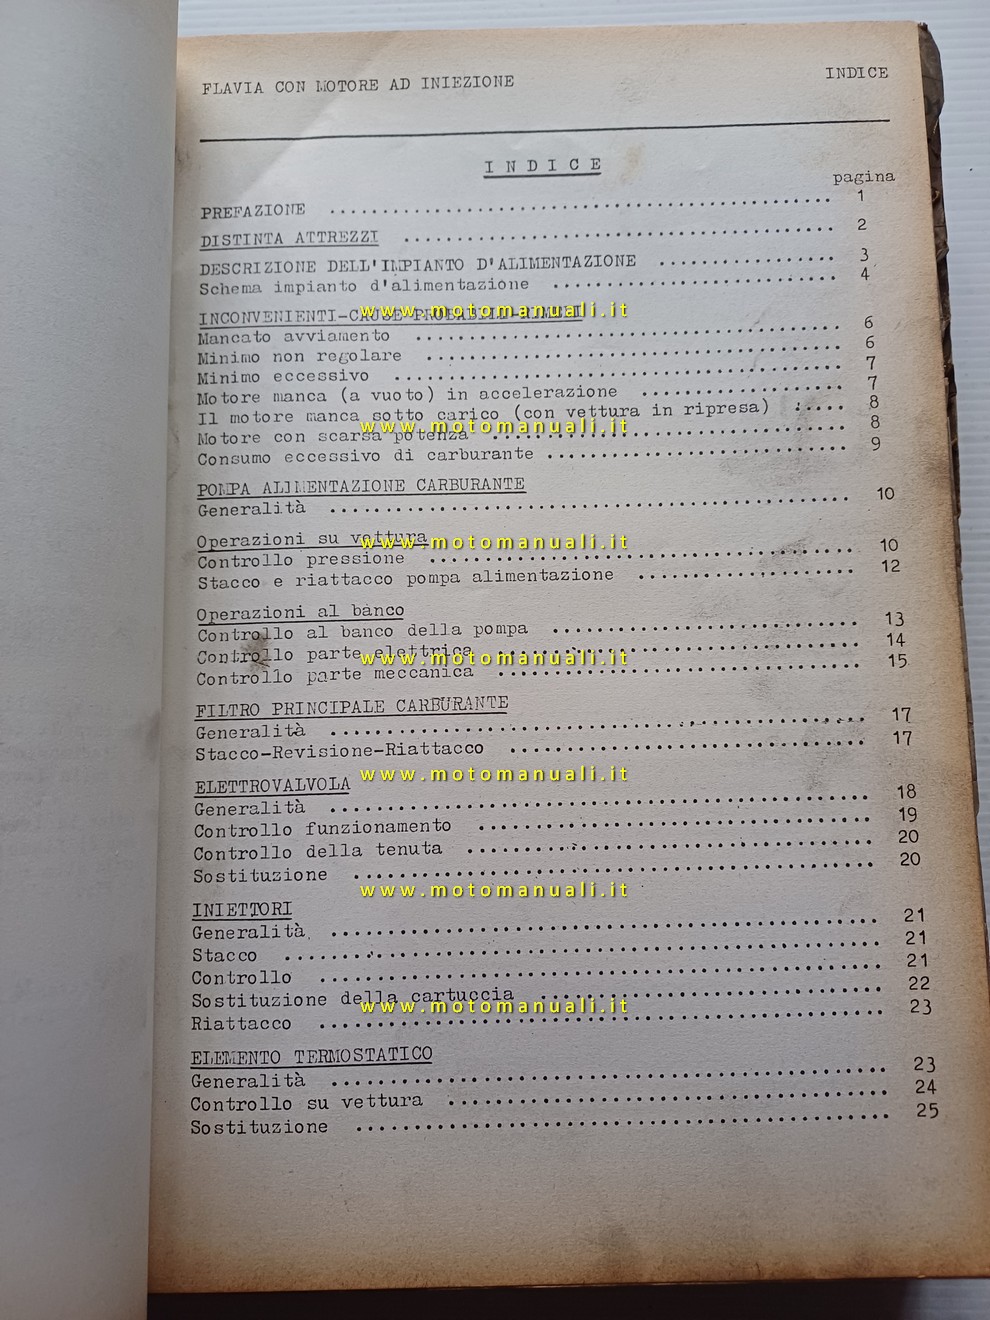 FLAVIA CON MOTORE AD INIEZIONE INDICE
I N D I C E
pagina
PREFAZIONE ........ 1
DISTINTA ATTREZZI ........ 2
DESCRIZIONE DELL'IMPIANTO D'ALIMENTAZIONE ........ 3
Schema impianto d'alimentazione ........ 4
INCONVENIENTI-CAUSE PROBABILI-RIMEDI
www.motomanuali.it
Mancato avviamento ........ 6
Minimo non regolare ........ 6
Minimo eccessivo ........ 7
Motore manca (a vuoto) in accelerazione ........ 7
Il motore manca sotto carico (con vettura in ripresa) ..... 8
www.motomanuali.it
Motore con scarsa potenza ........ 8
Consumo eccessivo di carburante ........ 9
POMPA ALIMENTAZIONE CARBURANTE
Generalità ........ 10
Operazioni su vettura
www.motomanuali.it
Controllo pressione ........ 10
Stacco e riattacco pompa alimentazione ........ 12
Operazioni al banco
Controllo al banco della pompa ........ 13
Controllo parte elettrica ........ 14
www.motomanuali.it
Controllo parte meccanica ........ 15
FILTRO PRINCIPALE CARBURANTE
Generalità ........ 17
Stacco-Revisione-Riattacco ........ 17
www.motomanuali.it
ELETTROVALVOLA
Generalità ........ 18
Controllo funzionamento ........ 19
Controllo della tenuta ........ 20
Sostituzione ........ 20
www.motomanuali.it
INIETTORI
Generalità ........ 21
Stacco ........ 21
Controllo ........ 21
Sostituzione della cartuccia ........ 22
www.motomanuali.it
Riattacco ........ 23
ELEMENTO TERMOSTATICO
Generalità ........ 23
Controllo su vettura ........ 24
Sostituzione ........ 25